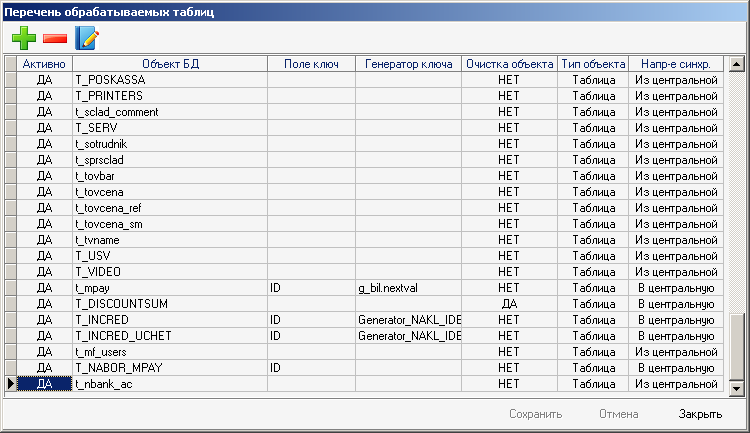 Перечень обрабатываемых таблиц
Активно Объект БД Поле ключ Генератор ключа Очистка объекта Тип объекта Напр-е синхр.
ДА T_POSKASSA НЕТ Таблица Из центральной
ДА T_PRINTERS НЕТ Таблица Из центральной
ДА t_sclad_comment НЕТ Таблица Из центральной
ДА T_SERV НЕТ Таблица Из центральной
ДА t_sotrudnik НЕТ Таблица Из центральной
ДА t_sprsclad НЕТ Таблица Из центральной
ДА t_tovbar НЕТ Таблица Из центральной
ДА t_tovcena НЕТ Таблица Из центральной
ДА t_tovcena_ref НЕТ Таблица Из центральной
ДА t_tovcena_sm НЕТ Таблица Из центральной
ДА t_tvname НЕТ Таблица Из центральной
ДА T_USV НЕТ Таблица Из центральной
ДА T_VIDEO НЕТ Таблица Из центральной
ДА t_mpay ID g_bil.nextval НЕТ Таблица В центральную
ДА T_DISCOUNTSUM ДА Таблица В центральную
ДА T_INCRED ID Generator_NAKL_IDE НЕТ Таблица В центральную
ДА T_INCRED_UCHET ID Generator_NAKL_IDE НЕТ Таблица В центральную
ДА t_mf_users НЕТ Таблица Из центральной
ДА T_NABOR_MPAY ID НЕТ Таблица В центральную
ДА t_nbank_ac НЕТ Таблица Из центральной
Сохранить Отмена Закрыть